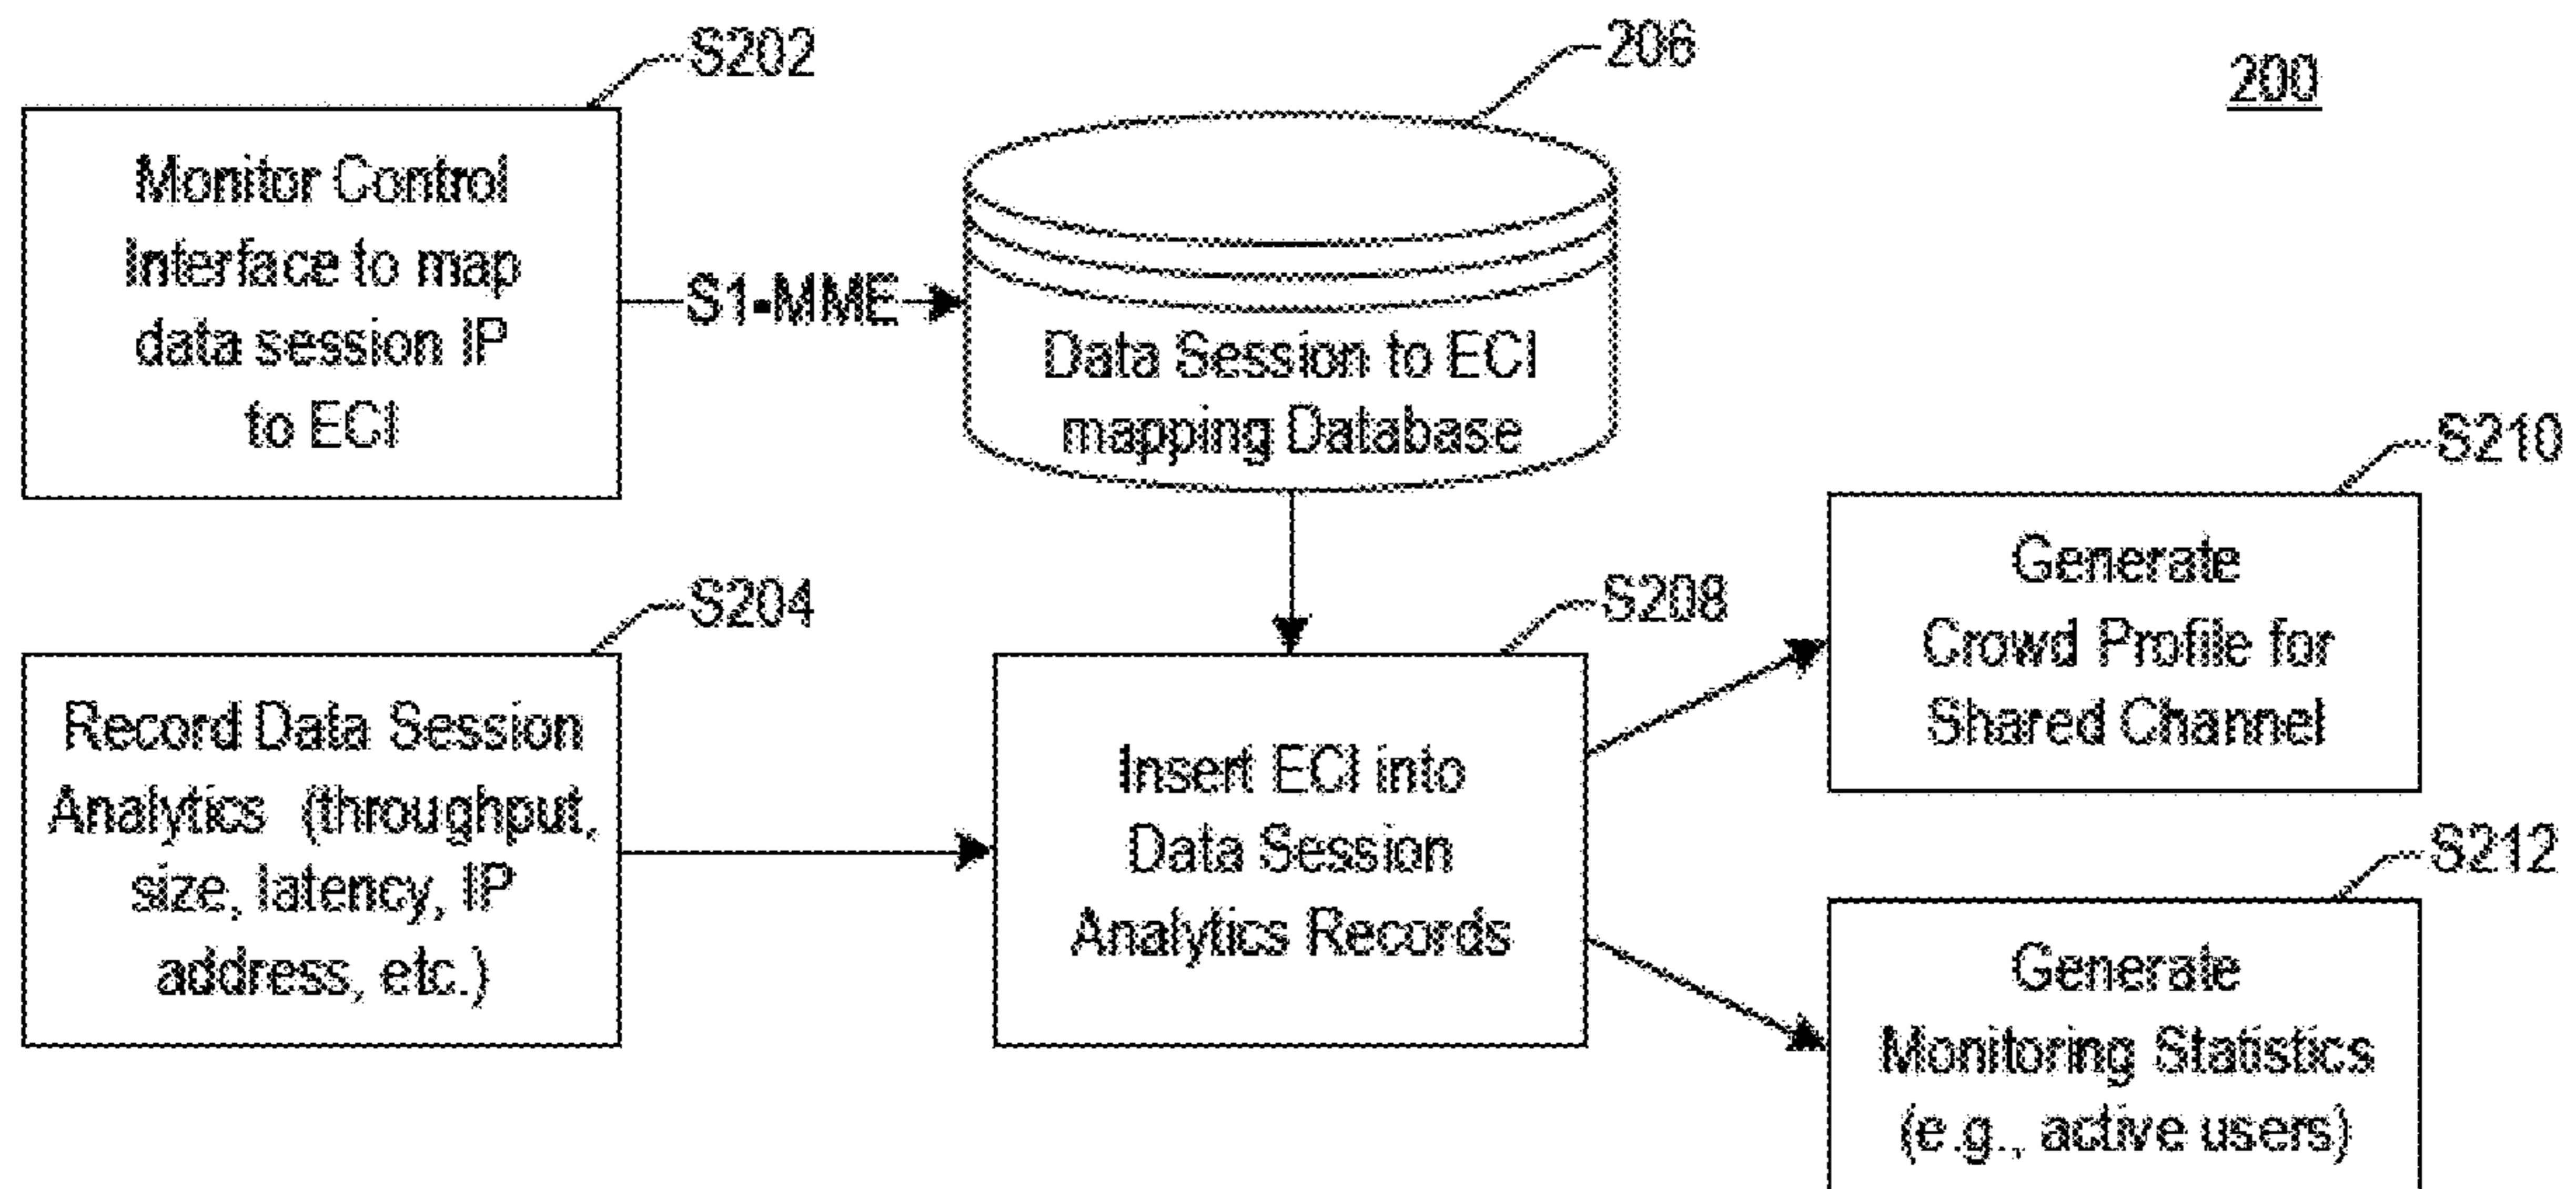 S202
206
200
Monitor Control
Interface to map
data session IP
to ECI
S1-MME
Data Session to ECI
mapping Database
S210
Generate
Crowd Profile for
Shared Channel
S204
S208
Record Data Session
Analytics (throughput,
size, latency, IP
address, etc.)
Insert ECI into
Data Session
Analytics Records
S212
Generate
Monitoring Statistics
(e.g., active users)